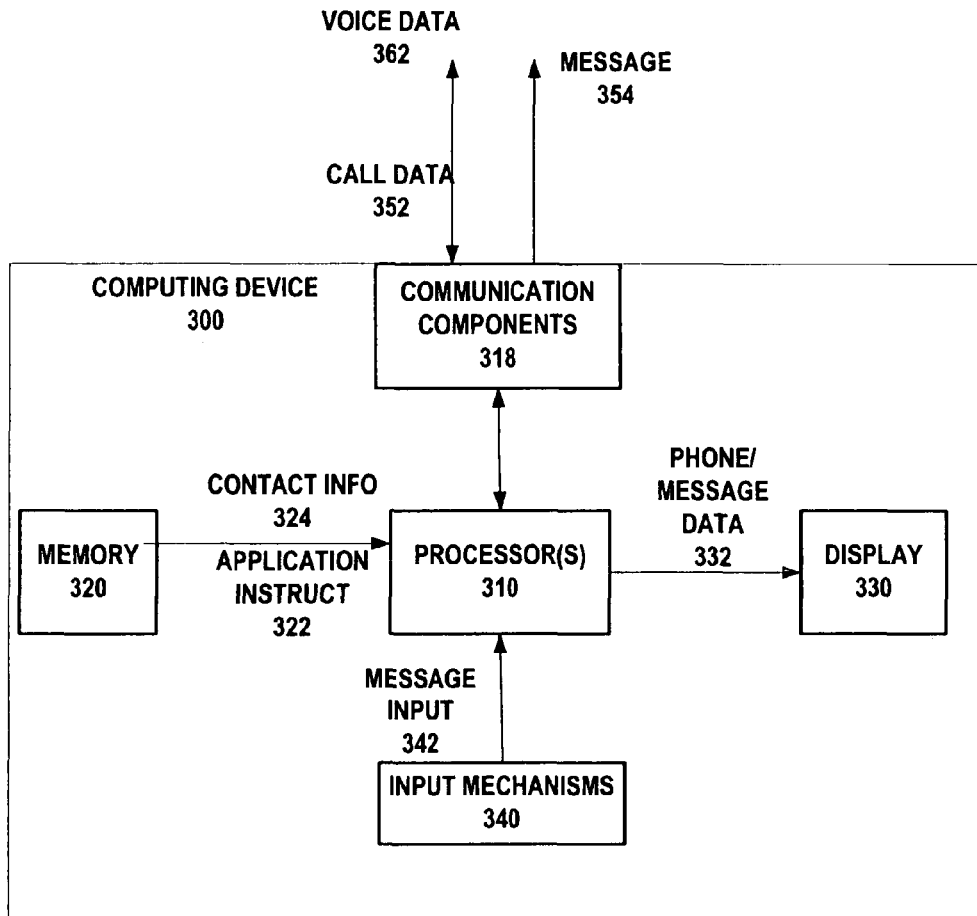 VOICE DATA
362
MESSAGE
354
CALL DATA
352
COMPUTING DEVICE
300
COMMUNICATION
COMPONENTS
318
CONTACT INFO
324
PHONE/
MESSAGE
DATA
332
MEMORY
320
APPLICATION
INSTRUCT
322
PROCESSOR(S)
310
DISPLAY
330
MESSAGE
INPUT
342
INPUT MECHANISMS
340